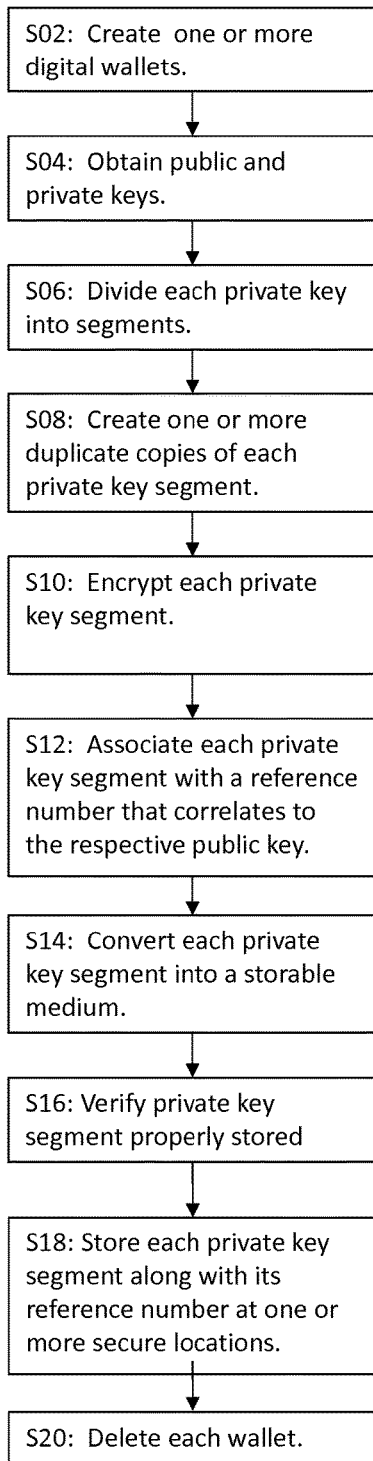 S02: Create one or more
digital wallets.
S04: Obtain public and
private keys.
S06: Divide each private key
into segments.
S08: Create one or more
duplicate copies of each
private key segment.
S10: Encrypt each private
key segment.
S12: Associate each private
key segment with a reference
number that correlates to
the respective public key.
S14: Convert each private
key segment into a storable
medium.
S16: Verify private key
segment properly stored
S18: Store each private key
segment along with its
reference number at one or
more secure locations.
S20: Delete each wallet.